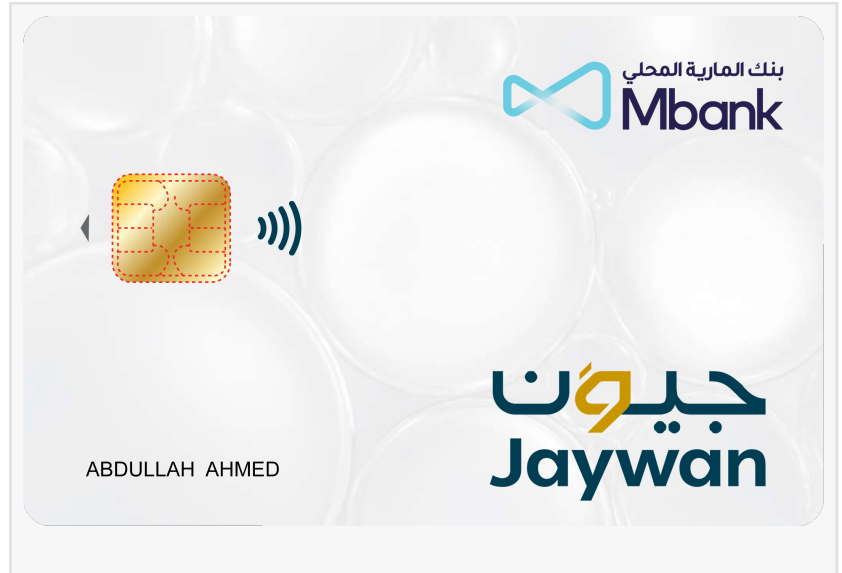 بنك المارية المحلي
Mbank
جيوَن
Jaywan
ABDULLAH AHMED